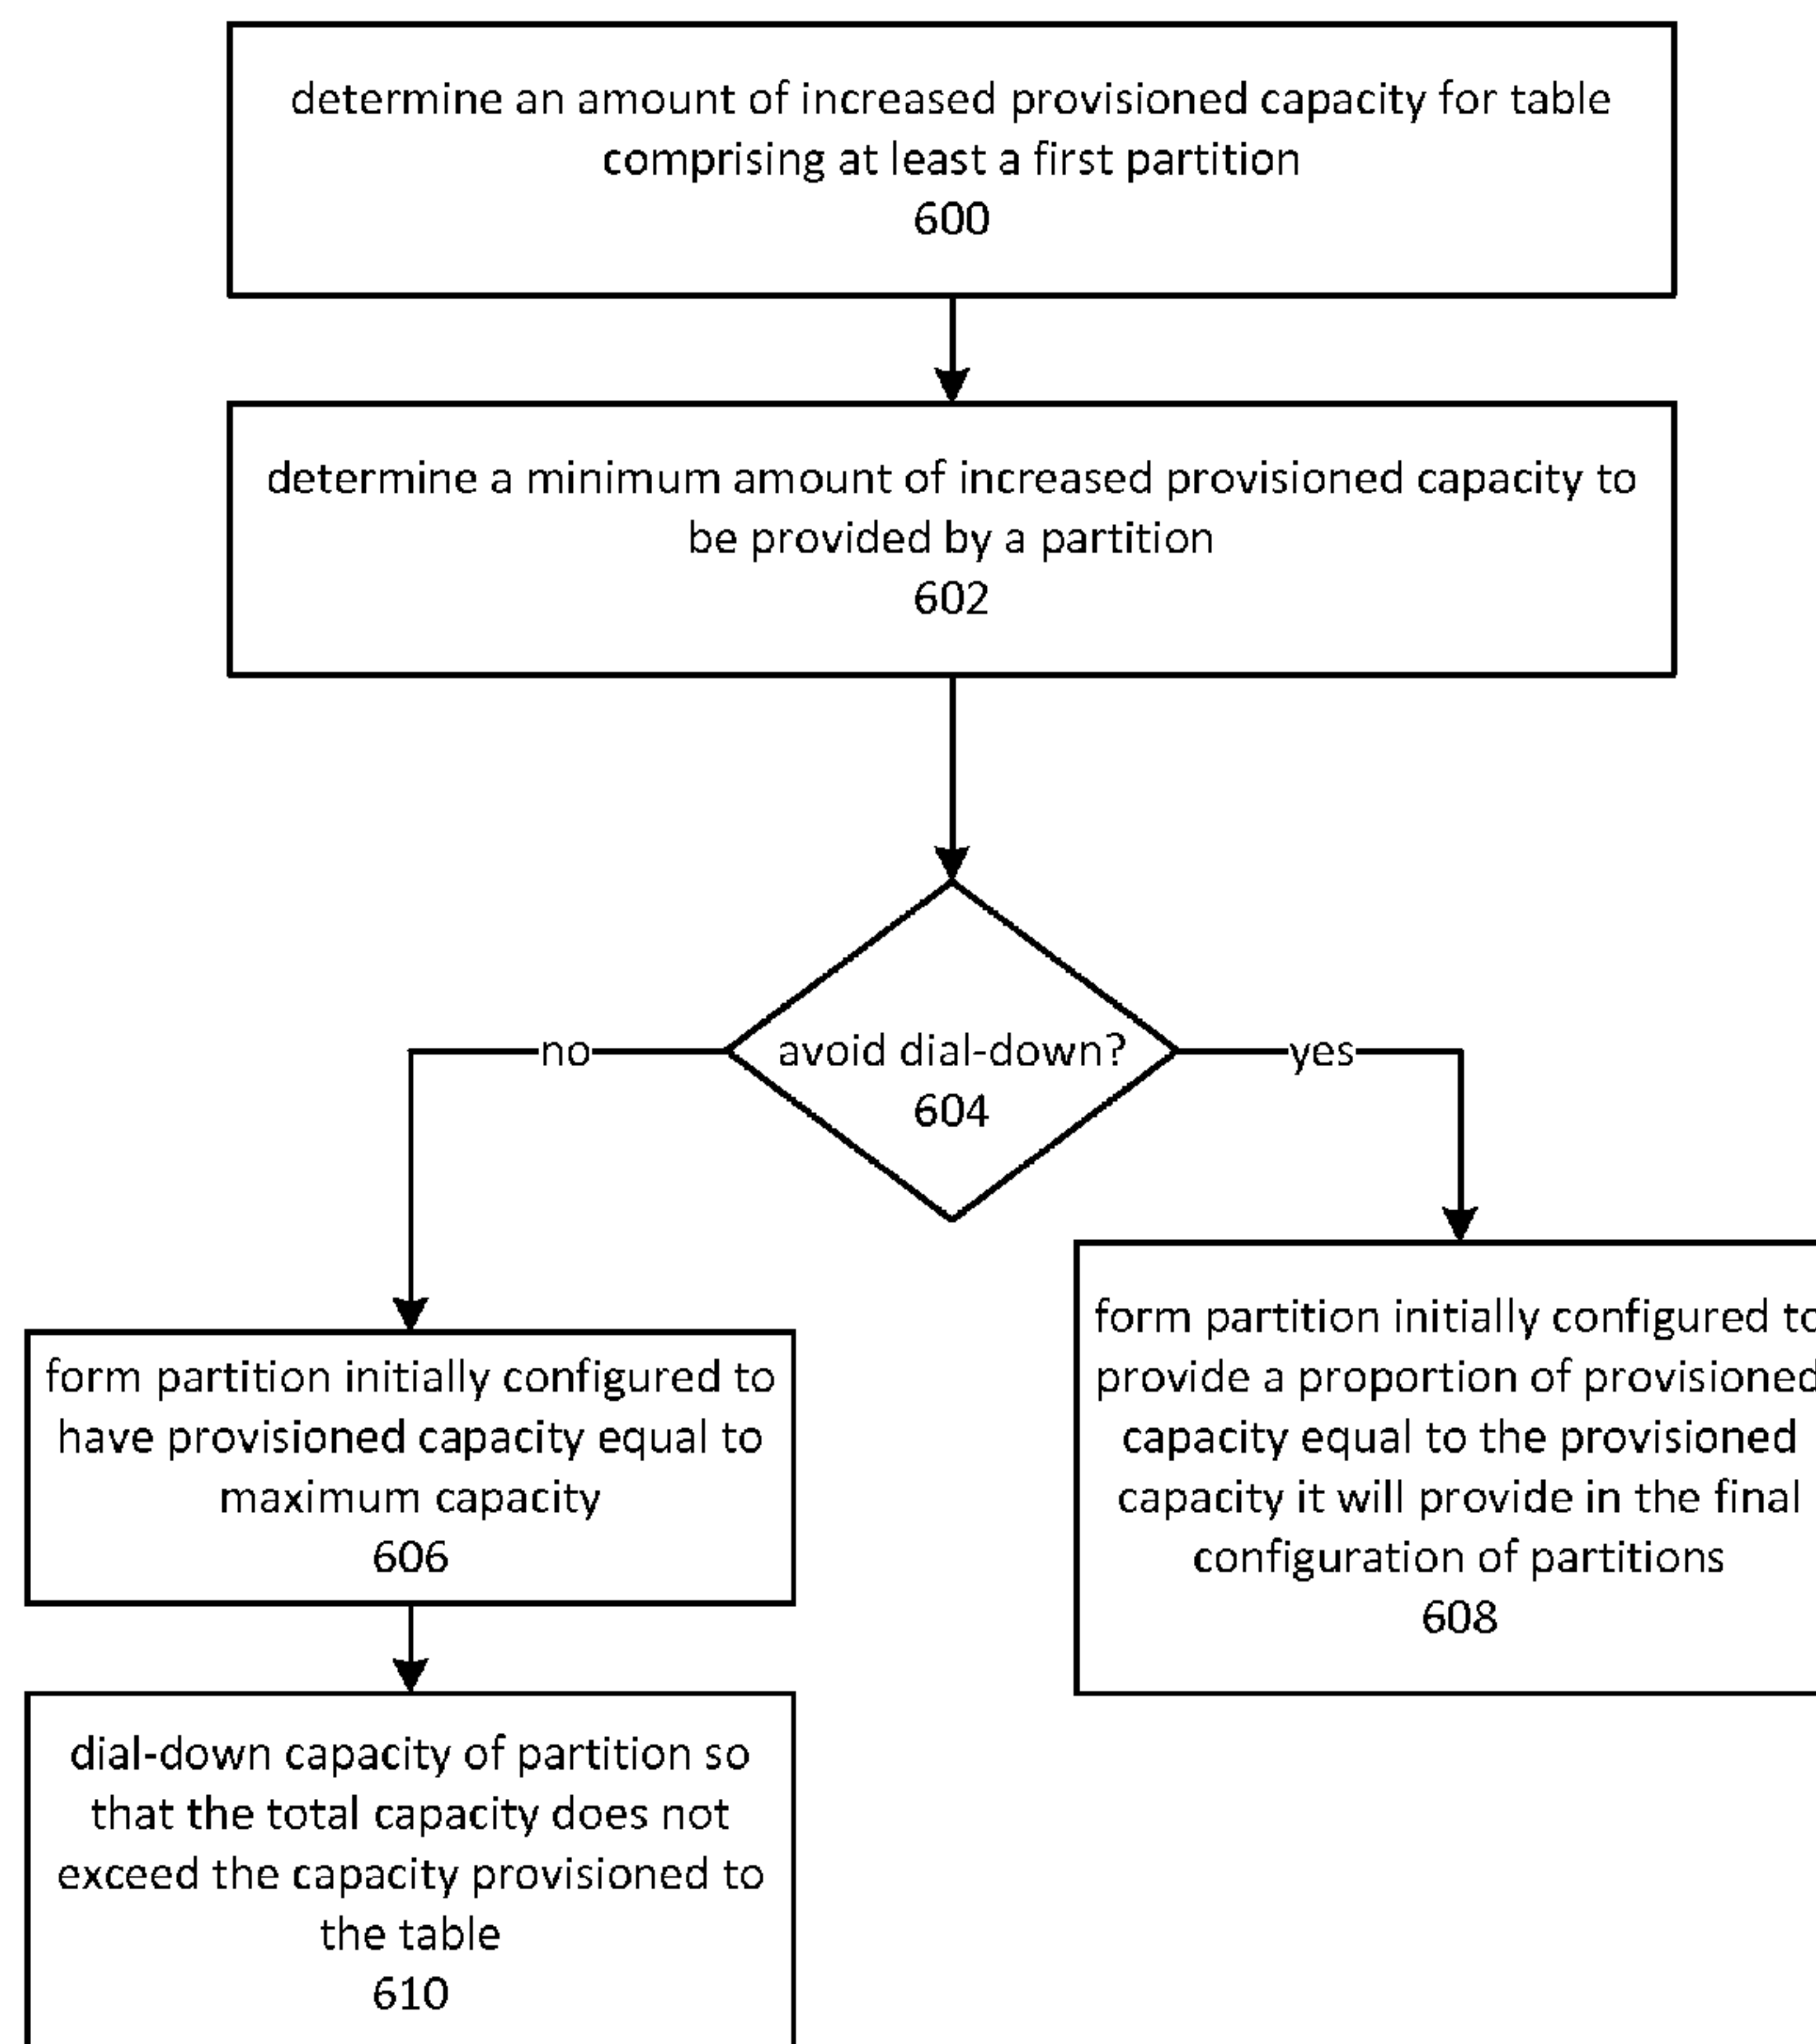 determine an amount of increased provisioned capacity for table
comprising at least a first partition
600
determine a minimum amount of increased provisioned capacity to
be provided by a partition
602
avoid dial-down?
604
no
yes
form partition initially configured to
have provisioned capacity equal to
maximum capacity
606
form partition initially configured to
provide a proportion of provisioned
capacity equal to the provisioned
capacity it will provide in the final
configuration of partitions
608
dial-down capacity of partition so
that the total capacity does not
exceed the capacity provisioned to
the table
610